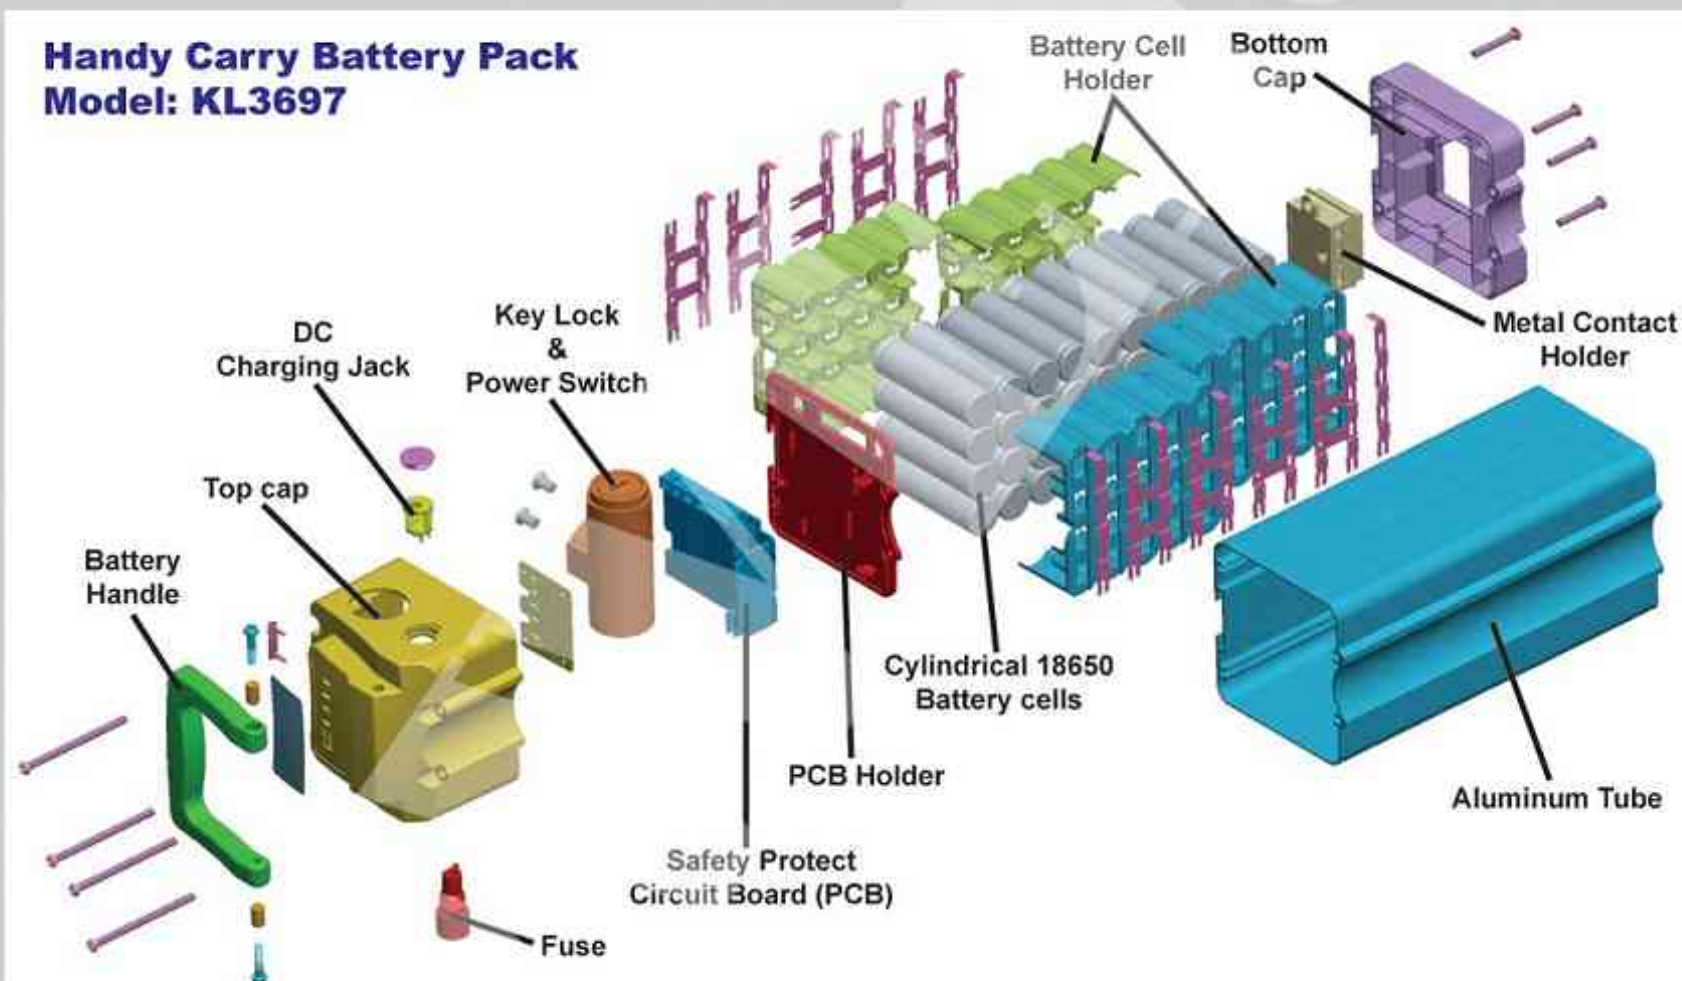 Handy Carry Battery Pack
Model: KL3697
Battery Cell
Holder
Bottom
Cap
Key Lock
&
Power Switch
DC
Charging Jack
Metal Contact
Holder
Top cap
Battery
Handle
Cylindrical 18650
Battery cells
PCB Holder
Aluminum Tube
Safety Protect
Circuit Board (PCB)
Fuse